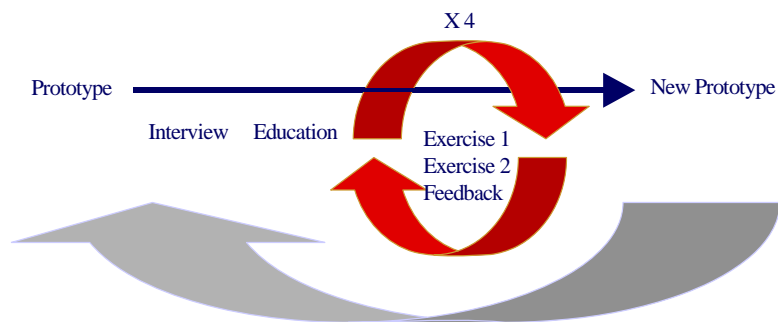 X 4
Prototype
New Prototype
Interview Education
Exercise 1
Exercise 2
Feedback